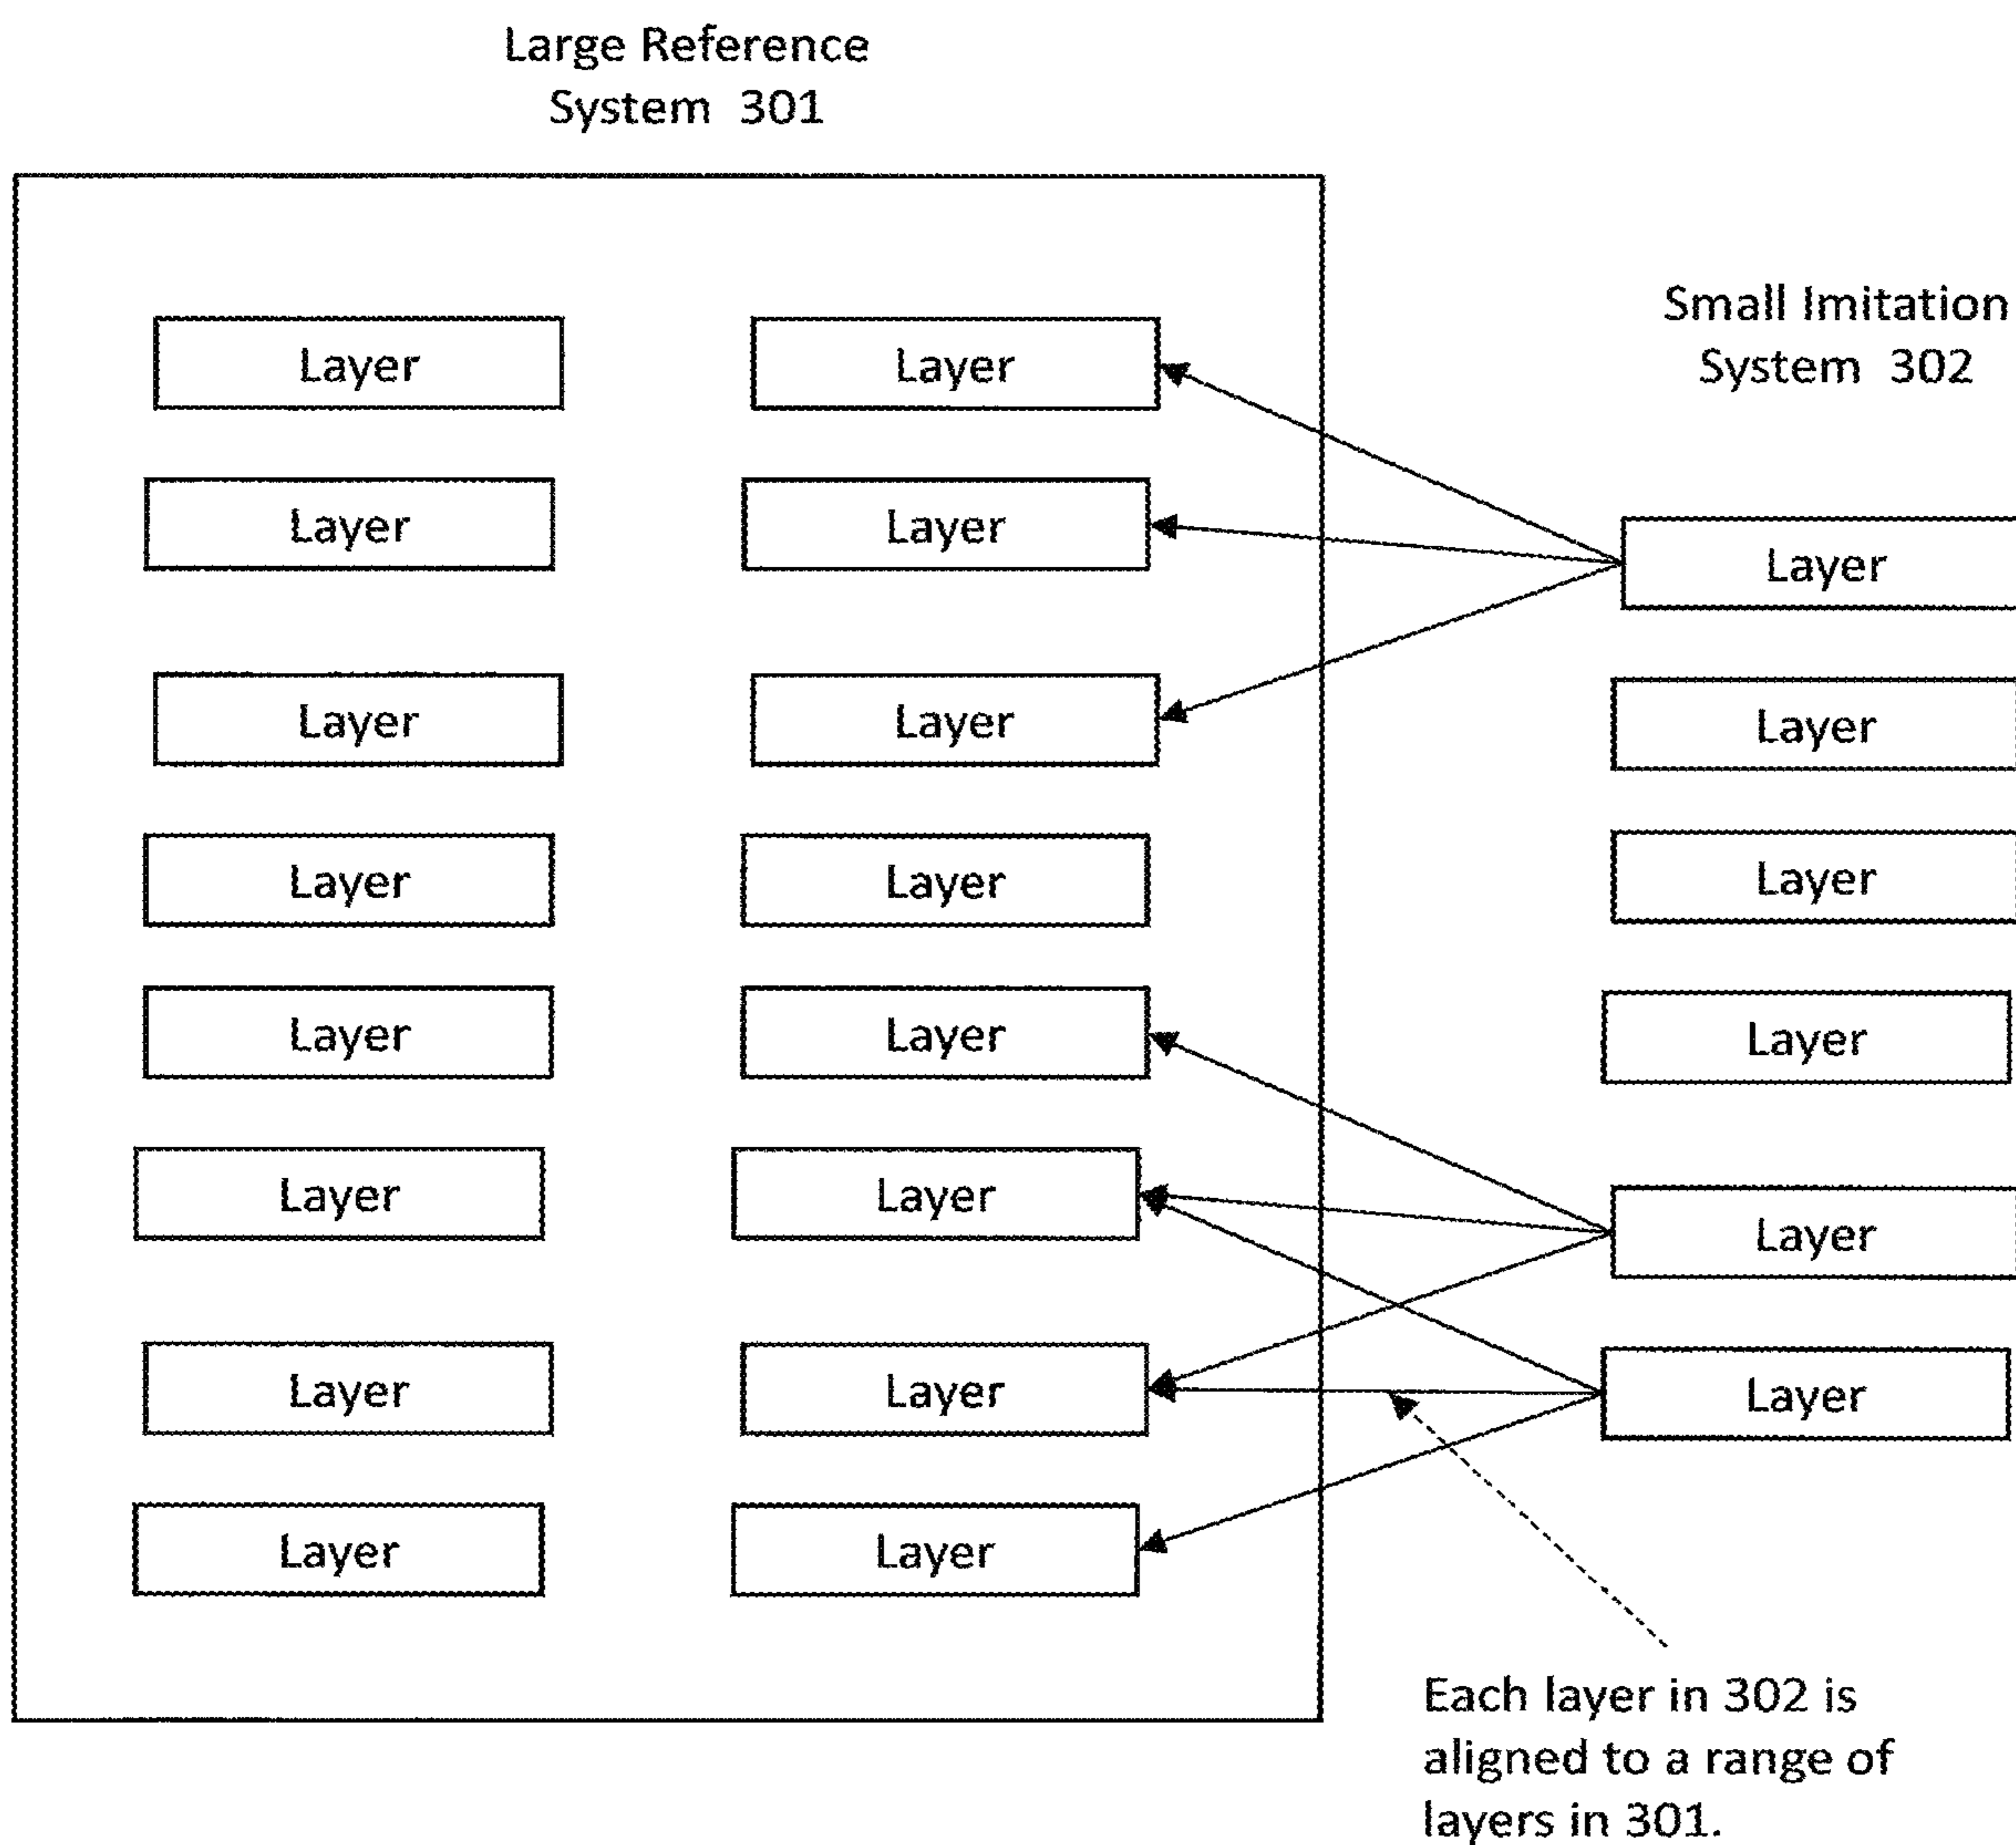 Large Reference
System 301
Small Imitation
System 302
Layer Layer
Layer Layer
Layer
Layer Layer
Layer
Layer Layer
Layer
Layer Layer
Layer
Layer Layer
Layer
Layer Layer
Layer
Layer Layer
Each layer in 302 is
aligned to a range of
layers in 301.